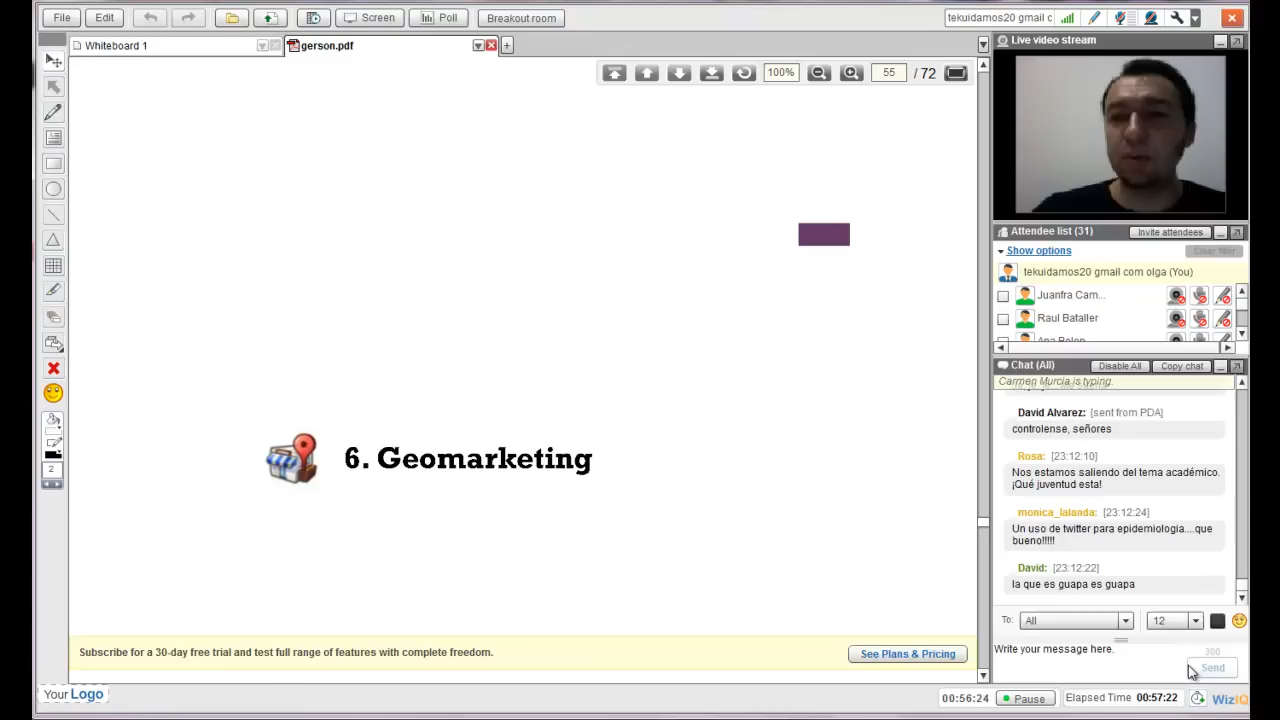 File Edit Screen Poll Breakout room tekuidamos20 gmail c
Whiteboard 1 gerson.pdf
100% 55 / 72
6. Geomarketing
Subscribe for a 30-day free trial and test full range of features with complete freedom. See Plans & Pricing
Your Logo
Live video stream
Attendee list (31) Invite attendees
Show options
tekuidamos20 gmail com olga (You)
Juanfra Cam...
Raul Bataller
Chat (All) Disable All Copy chat
Carmen Murcia is typing.
David Alvarez: [sent from PDA]
controlense, señores
Rosa: [23:12:10]
Nos estamos saliendo del tema académico.
¡Qué juventud esta!
monica_lalanda: [23:12:24]
Un uso de twitter para epidemiologia....que
bueno!!!!!
David: [23:12:22]
la que es guapa es guapa
To: All 12
Write your message here. 300
Send
00:56:24 Pause Elapsed Time 00:57:22 WizIQ
2